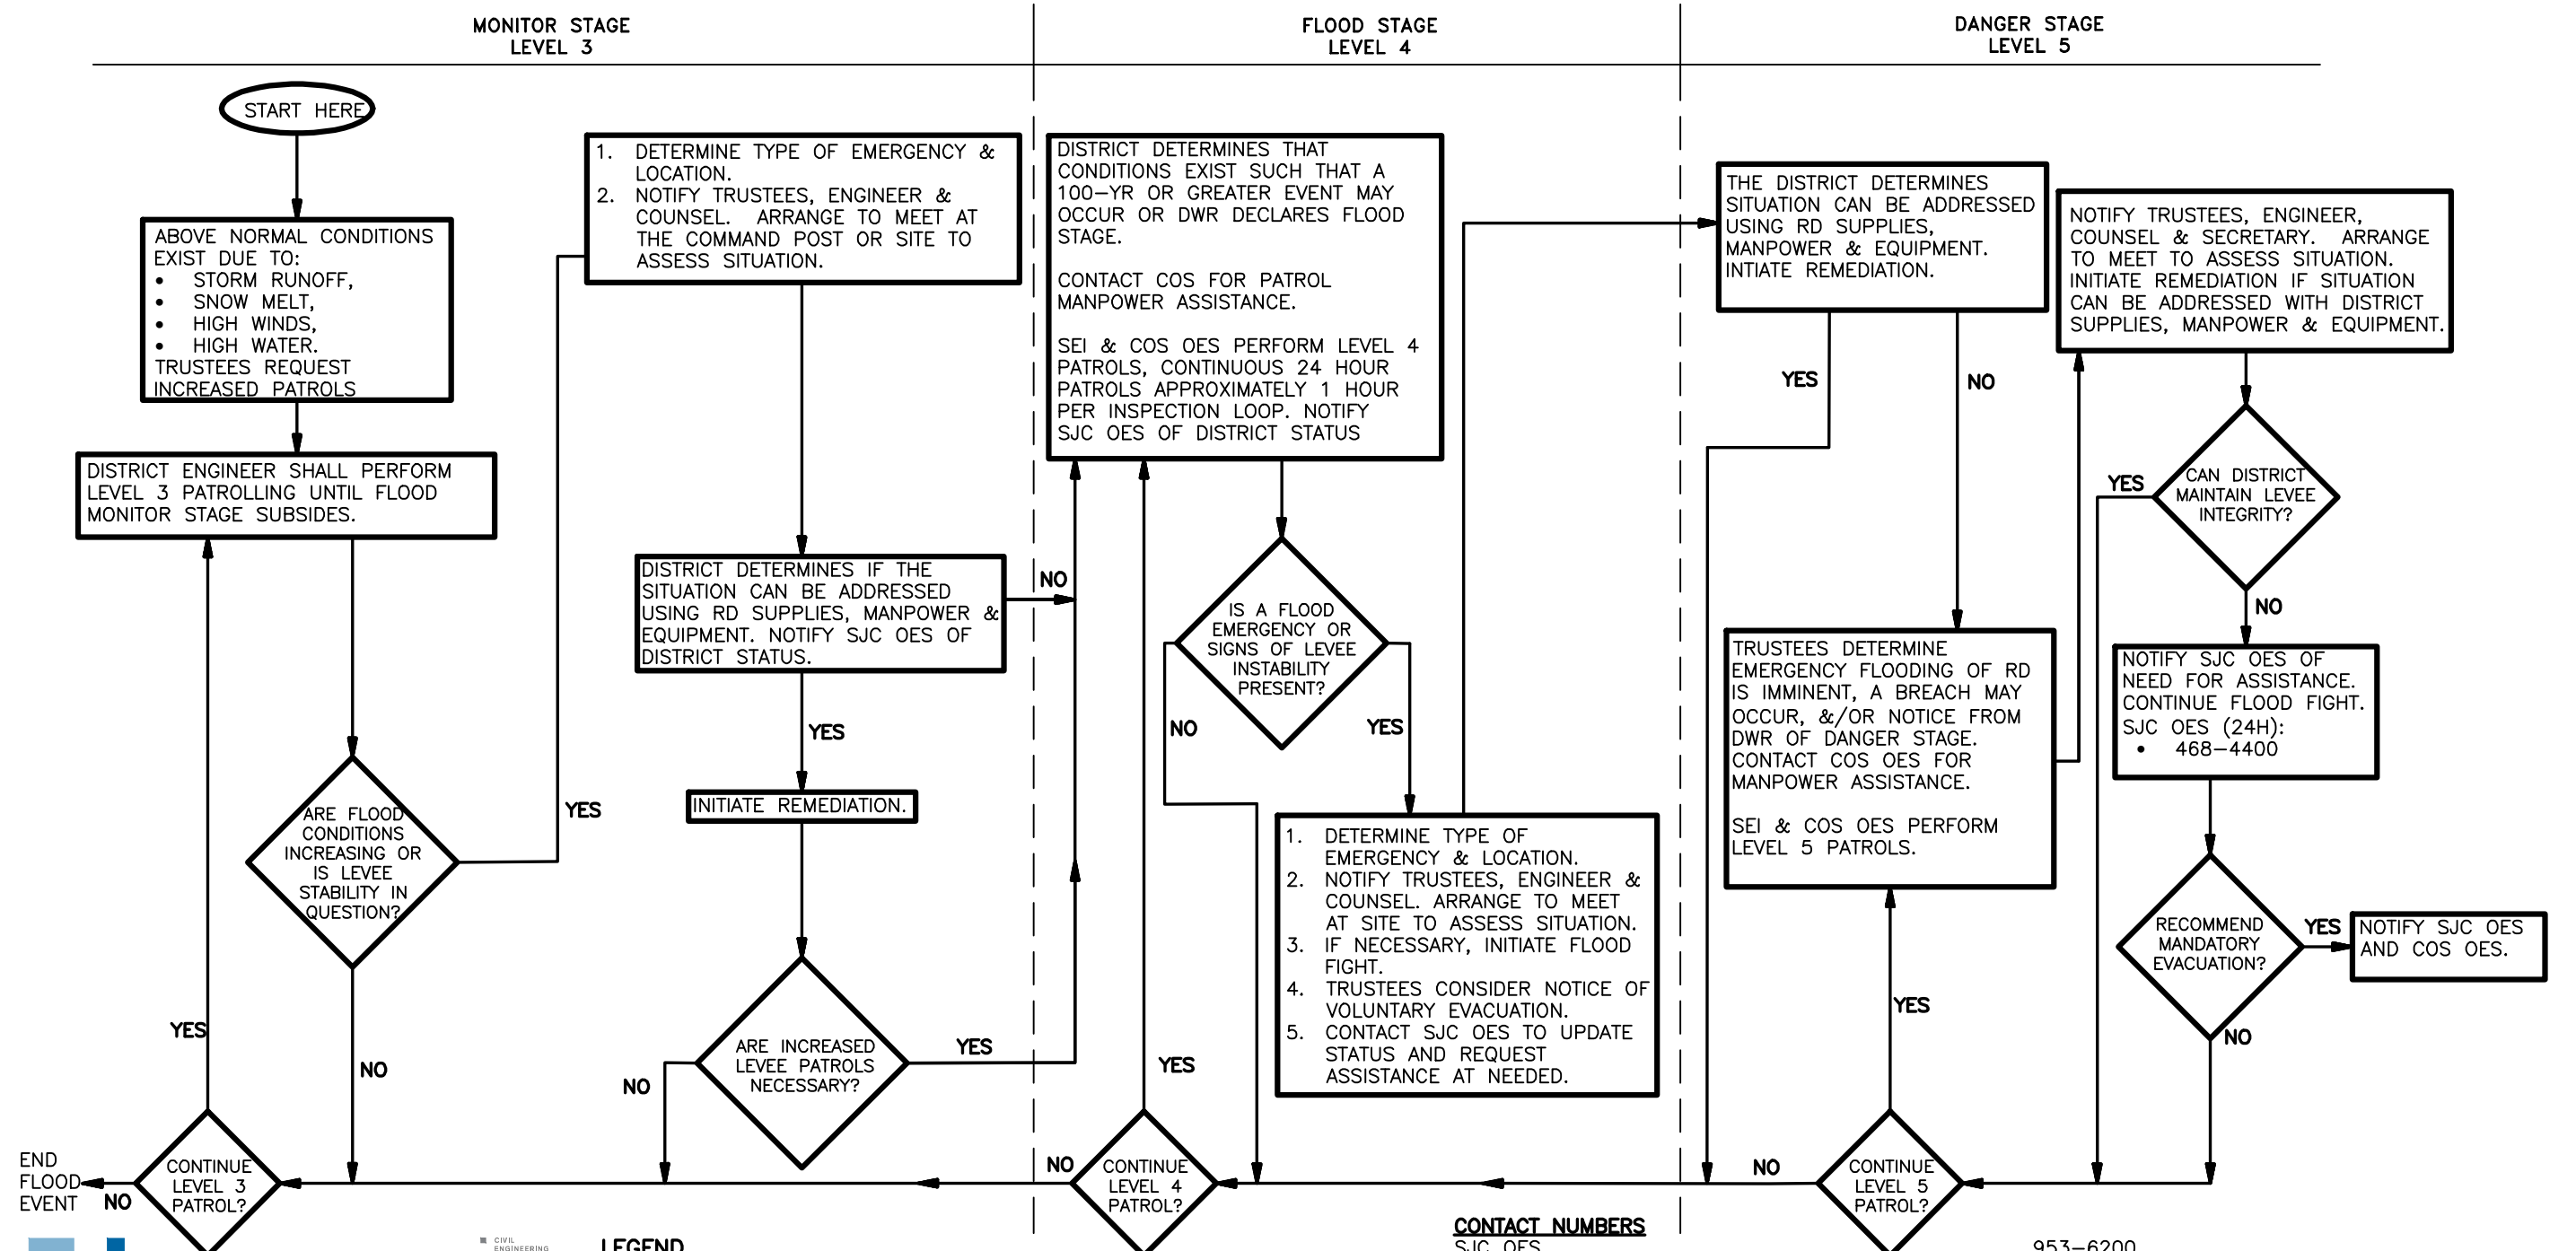 MONITOR STAGE
LEVEL 3
FLOOD STAGE
LEVEL 4
DANGER STAGE
LEVEL 5
START HERE
ABOVE NORMAL CONDITIONS
EXIST DUE TO:
• STORM RUNOFF,
• SNOW MELT,
• HIGH WINDS,
• HIGH WATER.
TRUSTEES REQUEST
INCREASED PATROLS
DISTRICT ENGINEER SHALL PERFORM
LEVEL 3 PATROLLING UNTIL FLOOD
MONITOR STAGE SUBSIDES.
ARE FLOOD
CONDITIONS
INCREASING OR
IS LEVEE
STABILITY IN
QUESTION?
YES
NO
YES
CONTINUE
LEVEL 3
PATROL?
NO
END
FLOOD
EVENT
1. DETERMINE TYPE OF EMERGENCY &
LOCATION.
2. NOTIFY TRUSTEES, ENGINEER &
COUNSEL. ARRANGE TO MEET AT
THE COMMAND POST OR SITE TO
ASSESS SITUATION.
DISTRICT DETERMINES IF THE
SITUATION CAN BE ADDRESSED
USING RD SUPPLIES, MANPOWER &
EQUIPMENT. NOTIFY SJC OES OF
DISTRICT STATUS.
NO
YES
INITIATE REMEDIATION.
ARE INCREASED
LEVEE PATROLS
NECESSARY?
NO
YES
DISTRICT DETERMINES THAT
CONDITIONS EXIST SUCH THAT A
100-YR OR GREATER EVENT MAY
OCCUR OR DWR DECLARES FLOOD
STAGE.
CONTACT COS FOR PATROL
MANPOWER ASSISTANCE.
SEI & COS OES PERFORM LEVEL 4
PATROLS, CONTINUOUS 24 HOUR
PATROLS APPROXIMATELY 1 HOUR
PER INSPECTION LOOP. NOTIFY
SJC OES OF DISTRICT STATUS
IS A FLOOD
EMERGENCY OR
SIGNS OF LEVEE
INSTABILITY
PRESENT?
NO
YES
1. DETERMINE TYPE OF
EMERGENCY & LOCATION.
2. NOTIFY TRUSTEES, ENGINEER &
COUNSEL. ARRANGE TO MEET
AT SITE TO ASSESS SITUATION.
3. IF NECESSARY, INITIATE FLOOD
FIGHT.
4. TRUSTEES CONSIDER NOTICE OF
VOLUNTARY EVACUATION.
5. CONTACT SJC OES TO UPDATE
STATUS AND REQUEST
ASSISTANCE AT NEEDED.
YES
NO
CONTINUE
LEVEL 4
PATROL?
THE DISTRICT DETERMINES
SITUATION CAN BE ADDRESSED
USING RD SUPPLIES,
MANPOWER & EQUIPMENT.
INTIATE REMEDIATION.
YES
NO
TRUSTEES DETERMINE
EMERGENCY FLOODING OF RD
IS IMMINENT, A BREACH MAY
OCCUR, &/OR NOTICE FROM
DWR OF DANGER STAGE.
CONTACT COS OES FOR
MANPOWER ASSISTANCE.
SEI & COS OES PERFORM
LEVEL 5 PATROLS.
YES
NO
CONTINUE
LEVEL 5
PATROL?
NOTIFY TRUSTEES, ENGINEER,
COUNSEL & SECRETARY. ARRANGE
TO MEET TO ASSESS SITUATION.
INITIATE REMEDIATION IF SITUATION
CAN BE ADDRESSED WITH DISTRICT
SUPPLIES, MANPOWER & EQUIPMENT.
CAN DISTRICT
MAINTAIN LEVEE
INTEGRITY?
YES
NO
NOTIFY SJC OES OF
NEED FOR ASSISTANCE.
CONTINUE FLOOD FIGHT.
SJC OES (24H):
• 468-4400
RECOMMEND
MANDATORY
EVACUATION?
YES
NO
NOTIFY SJC OES
AND COS OES.
CIVIL
ENGINEERING
LEGEND
CONTACT NUMBERS
SJC OES
953-6200